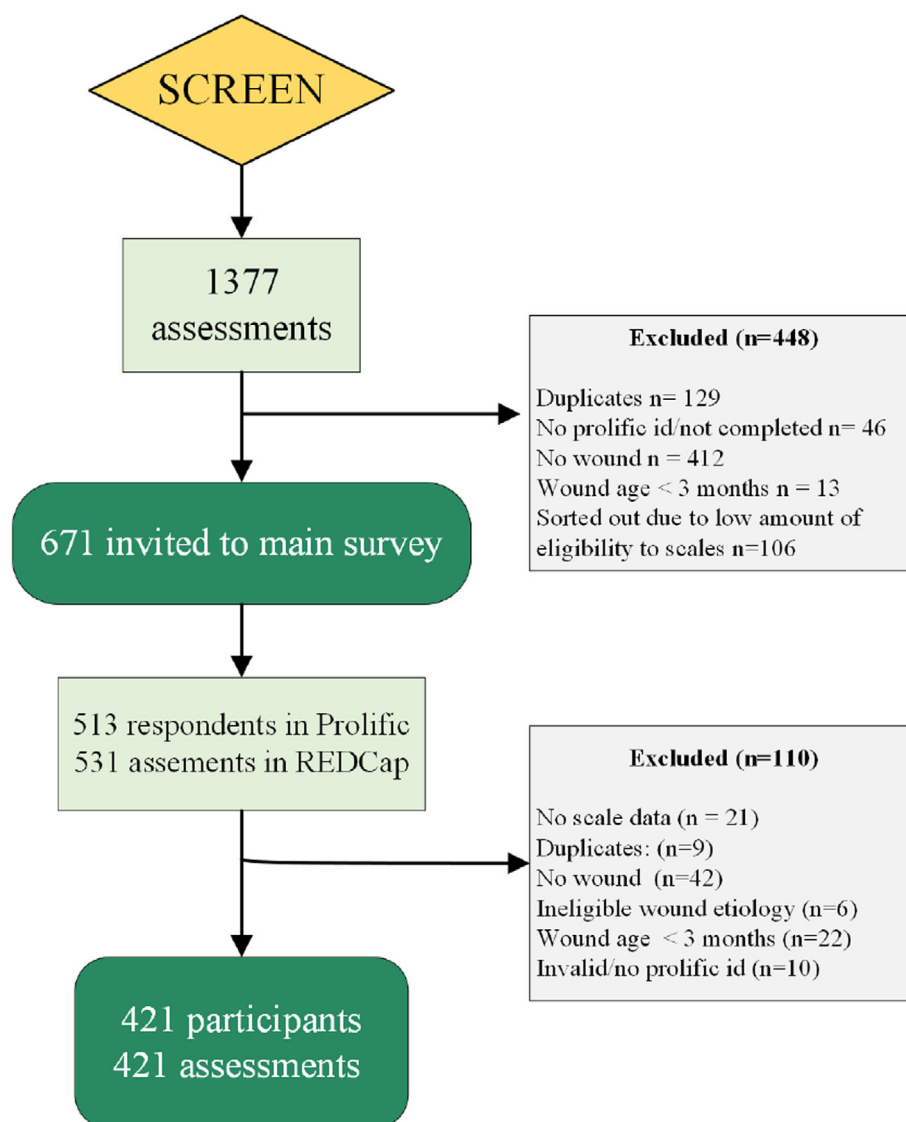 SCREEN
1377
assessments
Excluded (n=448)
Duplicates n= 129
No prolific id/not completed n= 46
No wound n = 412
Wound age < 3 months n = 13
Sorted out due to low amount of
eligibility to scales n=106
671 invited to main survey
513 respondents in Prolific
531 assements in REDCap
Excluded (n=110)
No scale data (n = 21)
Duplicates: (n=9)
No wound (n=42)
Ineligible wound etiology (n=6)
Wound age < 3 months (n=22)
Invalid/no prolific id (n=10)
421 participants
421 assessments